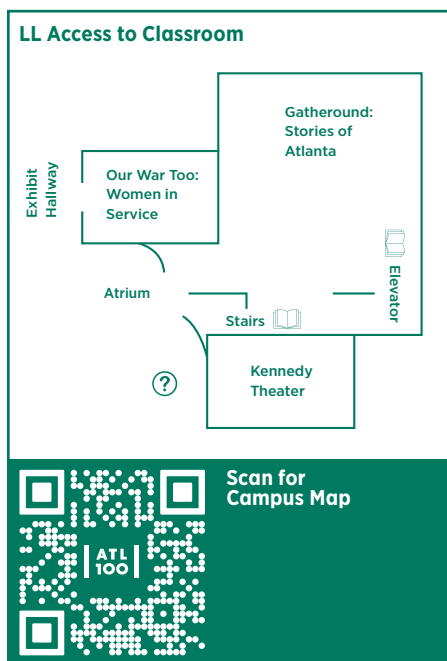 LL Access to Classroom
Gatheround:
Stories of
Atlanta
Our War Too:
Women in
Service
Exhibit
Hallway
Atrium
Elevator
Stairs
?
Kennedy
Theater
Scan for
Campus Map
ATL
100